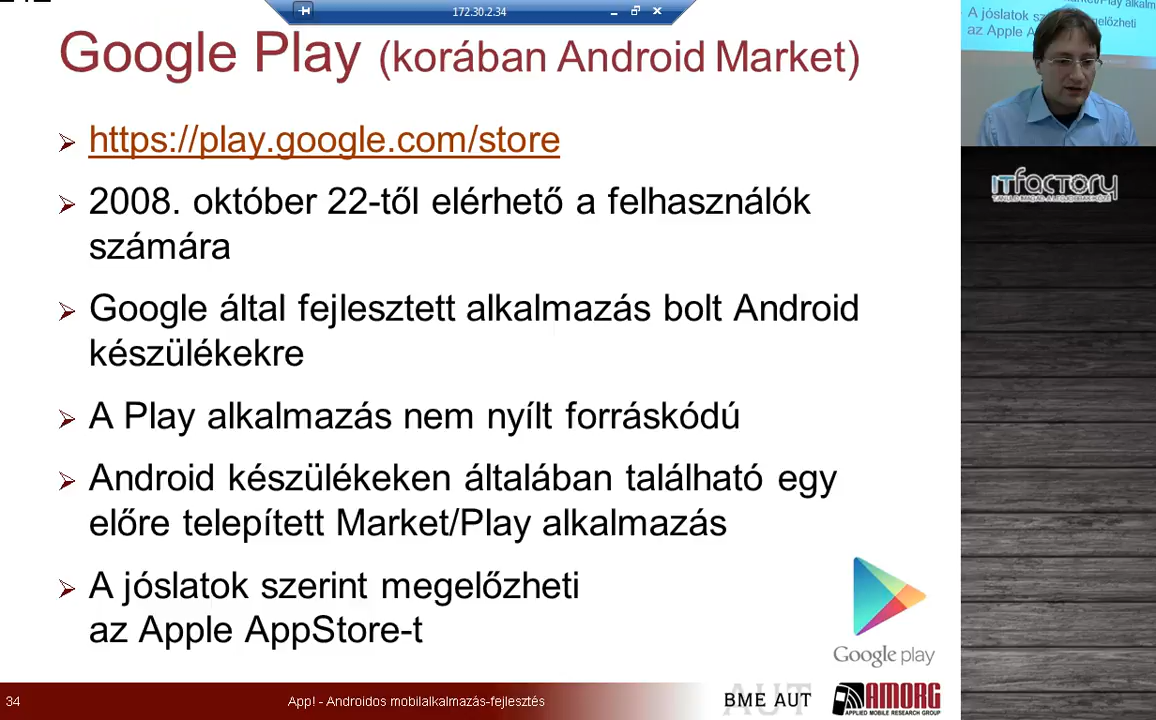 172.30.2.34
Google Play (korában Android Market)
https://play.google.com/store
2008. október 22-től elérhető a felhasználók
számára
Google által fejlesztett alkalmazás bolt Android
készülékekre
A Play alkalmazás nem nyílt forráskódú
Android készülékeken általában található egy
előre telepített Market/Play alkalmazás
A jóslatok szerint megelőzheti
az Apple AppStore-t
Google play
34
App! - Androidos mobilalkalmazás-fejlesztés
BME AUT
AMORG
APPLIED MOBILE RESEARCH GROUP
A jóslatok
az Apple
itfactory